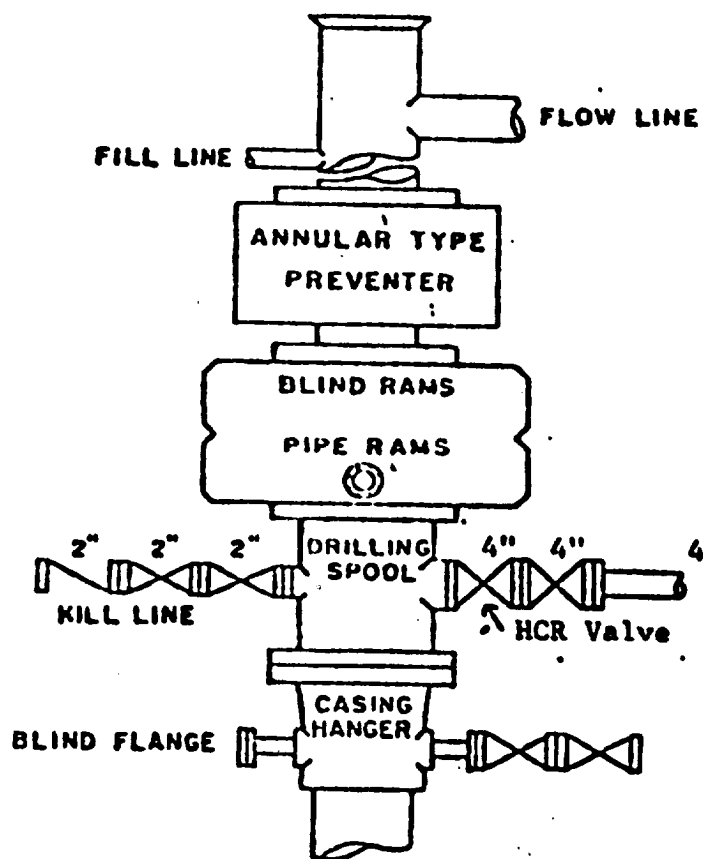 FLOW LINE
FILL LINE
ANNULAR TYPE
PREVENTER
BLIND RAMS
PIPE RAMS
2" 2" 2" DRILLING 4" 4" 4
SPOOL
KILL LINE HCR Valve
CASING
HANGER
BLIND FLANGE